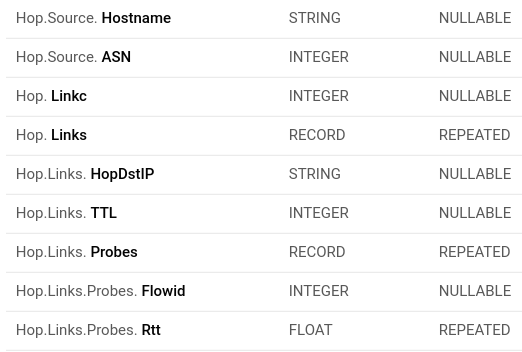 Hop.Source. Hostname STRING NULLABLE
Hop.Source. ASN INTEGER NULLABLE
Hop. Linkc INTEGER NULLABLE
Hop. Links RECORD REPEATED
Hop.Links. HopDstIP STRING NULLABLE
Hop.Links. TTL INTEGER NULLABLE
Hop.Links. Probes RECORD REPEATED
Hop.Links.Probes. Flowid INTEGER NULLABLE
Hop.Links.Probes. Rtt FLOAT REPEATED